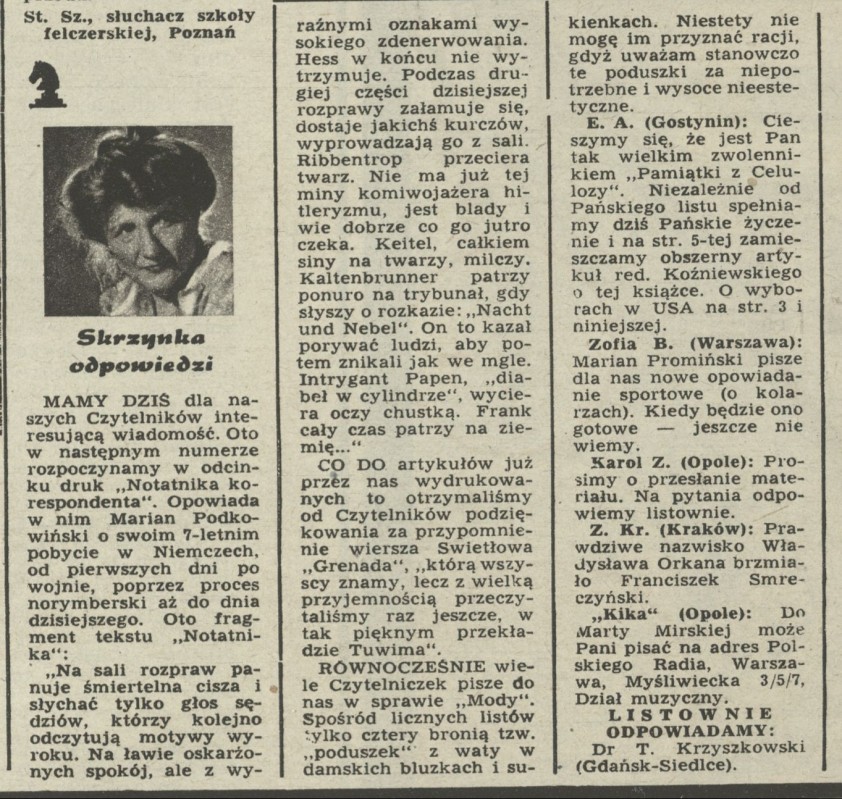 St. Sz., słuchacz szkoły
felczerskiej, Poznań
Skrzynka
odpowiedzi
MAMY DZIŚ dla na-
szych Czytelników inte-
resującą wiadomość. Oto
w następnym numerze
rozpoczynamy w odcin-
ku druk „Notatnika ko-
respondenta“. Opowiada
w nim Marian Podko-
wiński o swoim 7-letnim
pobycie w Niemczech,
od pierwszych dni po
wojnie, poprzez proces
norymberski aż do dnia
dzisiejszego. Oto frag-
ment tekstu „Notatni-
ka“:
„Na sali rozpraw pa-
nuje śmiertelna cisza i
słychać tylko głos sę-
dziów, którzy kolejno
odczytują motywy wy-
roku. Na ławie oskarżo-
nych spokój, ale z wy-
raźnymi oznakami wy-
sokiego zdenerwowania.
Hess w końcu nie wy-
trzymuje. Podczas dru-
giej części dzisiejszej
rozprawy załamuje się,
dostaje jakichś kurczów,
wyprowadzają go z sali.
Ribbentrop przeciera
twarz. Nie ma już tej
miny komiwojażera hi-
tleryzmu, jest blady i
wie dobrze co go jutro
czeka. Keitel, całkiem
siny na twarzy, milczy.
Kaltenbrunner patrzy
ponuro na trybunał, gdy
słyszy o rozkazie: „Nacht
und Nebel“. On to kazał
porywać ludzi, aby po-
tem znikali jak we mgle.
Intrygant Papen, „dia-
beł w cylindrze“, wycie-
ra oczy chustką. Frank
cały czas patrzy na zie-
mię...“
CO DO artykułów już
przez nas wydrukowa-
nych to otrzymaliśmy
od Czytelników podzię-
kowania za przypomnie-
nie wiersza Swietłowa
„Grenada“, „którą wszy-
scy znamy, lecz z wielką
przyjemnością przeczy-
taliśmy raz jeszcze, w
tak pięknym przekła-
dzie Tuwima“.
RÓWNOCZEŚNIE wie-
le Czytelniczek pisze do
nas w sprawie „Mody“.
Spośród licznych listów
tylko cztery bronią tzw.
„poduszek“ z waty w
damskich bluzkach i su-
kienkach. Niestety nie
mogę im przyznać racji,
gdyż uważam stanowczo
te poduszki za niepo-
trzebne i wysoce nieeste-
tyczne.
E. A. (Gostynin): Cie-
szymy się, że jest Pan
tak wielkim zwolenni-
kiem „Pamiątki z Celu-
lozy“. Niezależnie od
Pańskiego listu spełnia-
my dziś Pańskie życze-
nie i na str. 5-tej zamie-
szczamy obszerny arty-
kuł red. Koźniewskiego
o tej książce. O wybo-
rach w USA na str. 3 i
niniejszej.
Zofia B. (Warszawa):
Marian Promiński pisze
dla nas nowe opowiada-
nie sportowe (o kola-
rzach). Kiedy będzie ono
gotowe — jeszcze nie
wiemy.
Karol Z. (Opole): Pro-
simy o przesłanie mate-
riału. Na pytania odpo-
wiemy listownie.
Z. Kr. (Kraków): Pra-
wdziwe nazwisko Wła-
dysława Orkana brzmia-
ło Franciszek Smre-
czyński.
„Kika“ (Opole): Do
Marty Mirskiej może
Pani pisać na adres Pol-
skiego Radia, Warsza-
wa, Myśliwiecka 3/5/7,
Dział muzyczny.
LISTOWNIE
ODPOWIADAMY:
Dr T. Krzyszkowski
(Gdańsk-Siedlce).